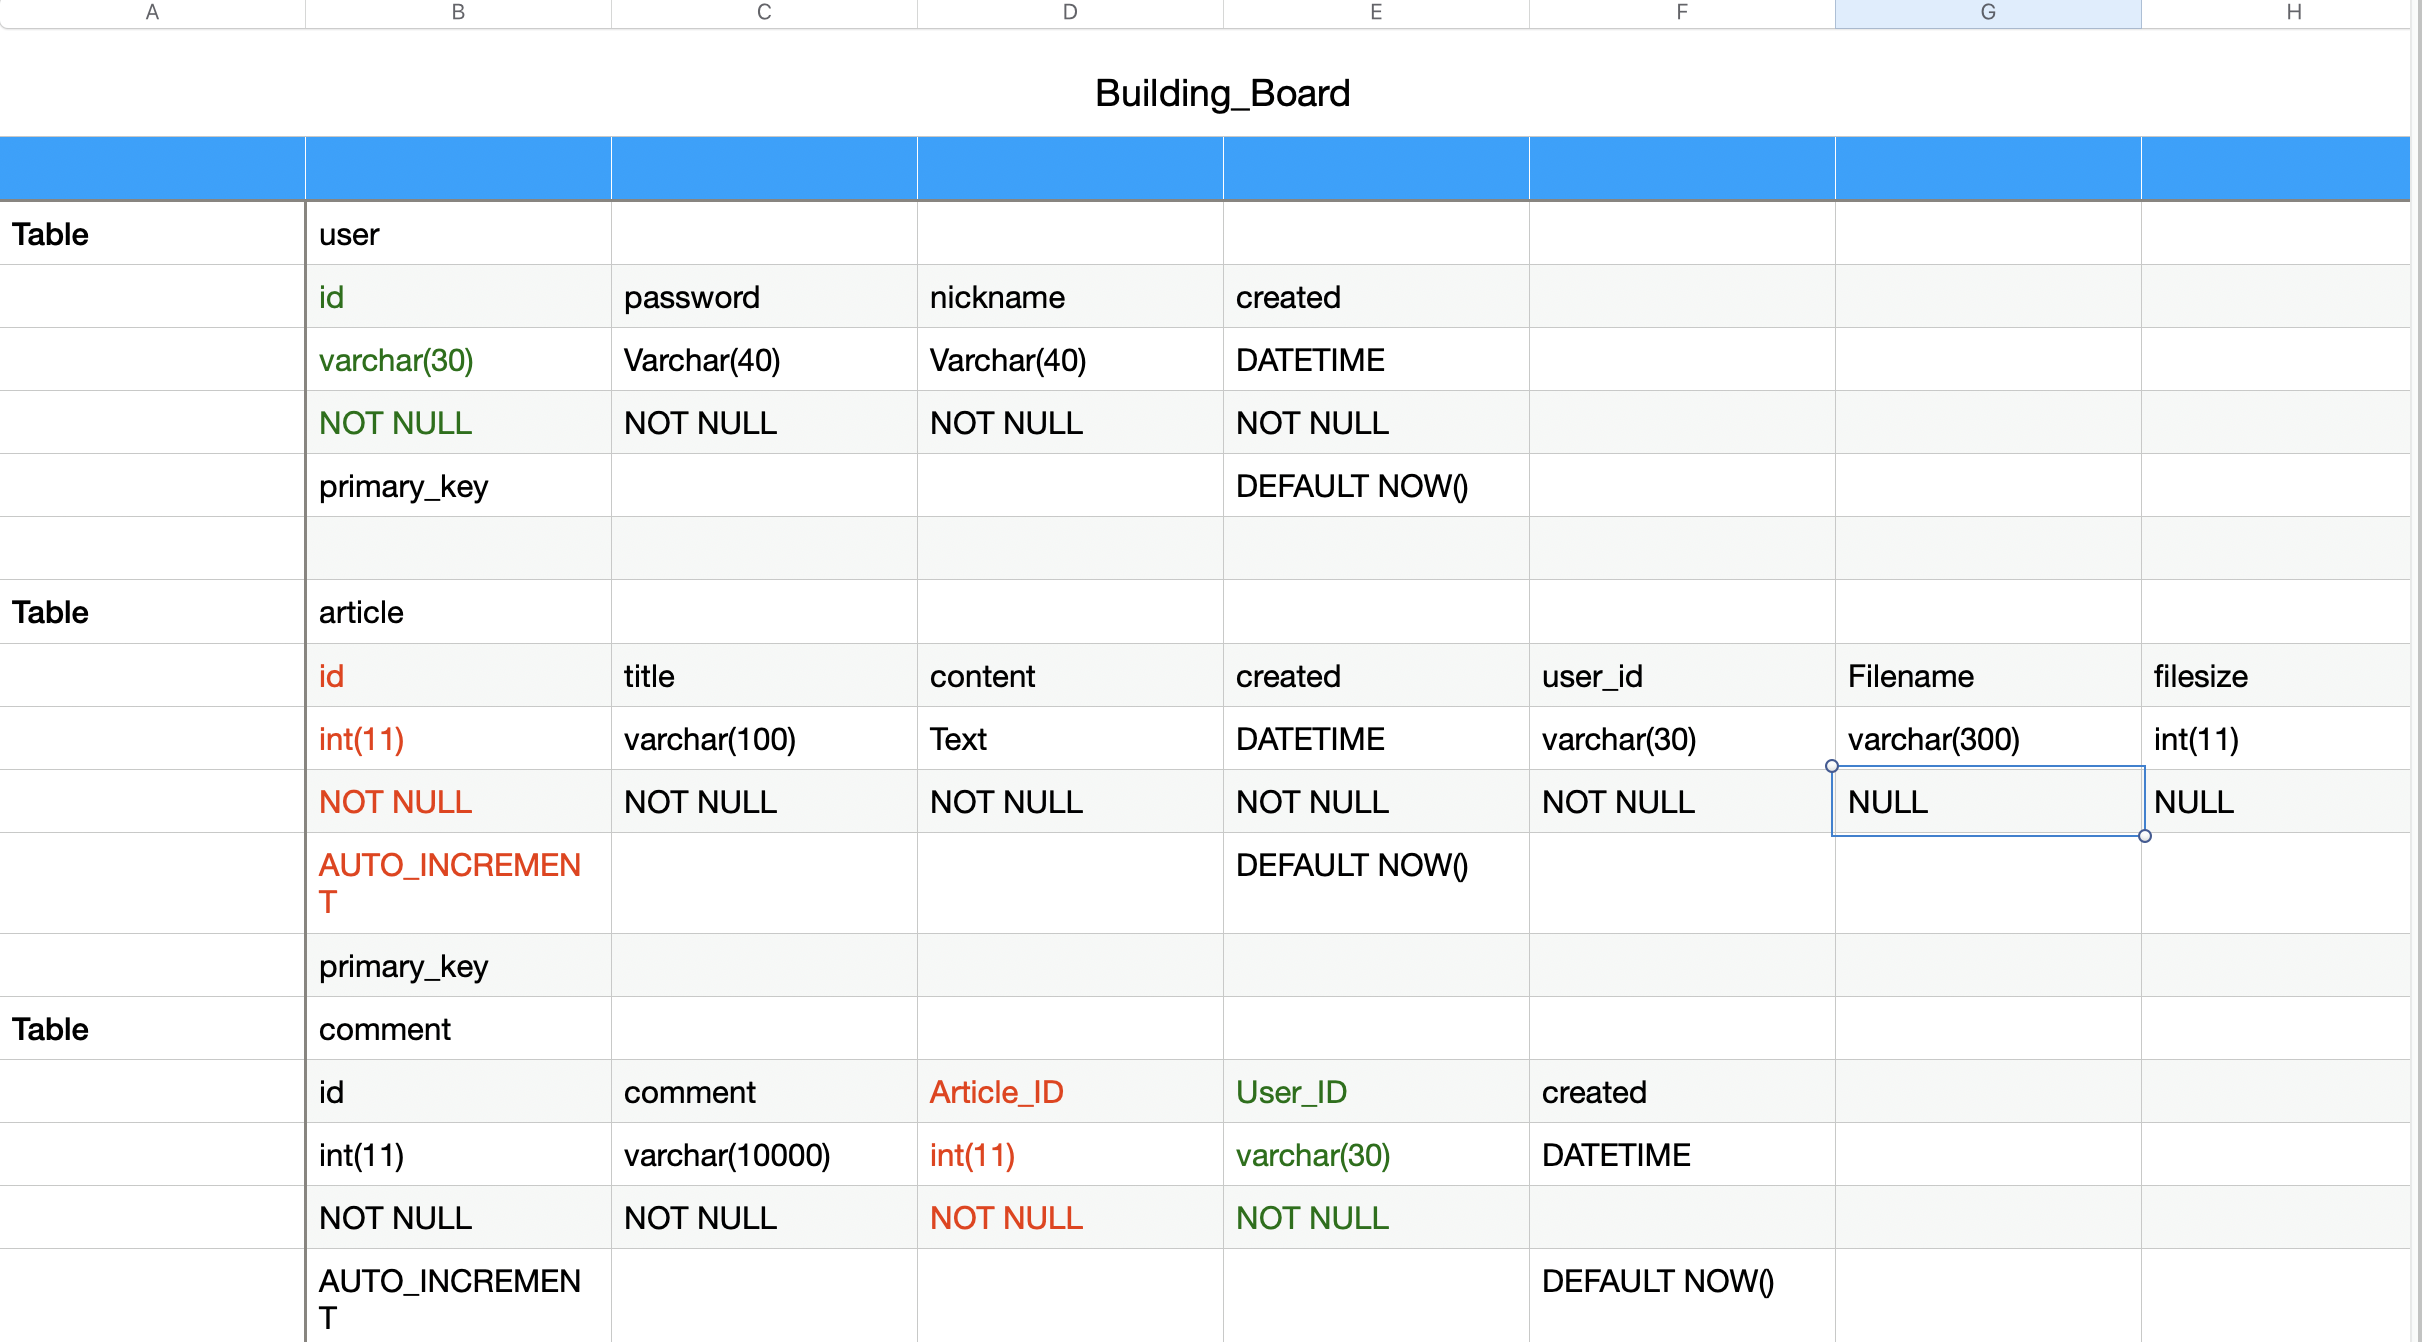 A B C D E F G H
Building_Board
Table user
id password nickname created
varchar(30) Varchar(40) Varchar(40) DATETIME
NOT NULL NOT NULL NOT NULL NOT NULL
primary_key DEFAULT NOW()
Table article
id title content created user_id Filename filesize
int(11) varchar(100) Text DATETIME varchar(30) varchar(300) int(11)
NOT NULL NOT NULL NOT NULL NOT NULL NOT NULL NULL NULL
AUTO_INCREMEN DEFAULT NOW()
T
primary_key
Table comment
id comment Article_ID User_ID created
int(11) varchar(10000) int(11) varchar(30) DATETIME
NOT NULL NOT NULL NOT NULL NOT NULL
AUTO_INCREMEN DEFAULT NOW()
T